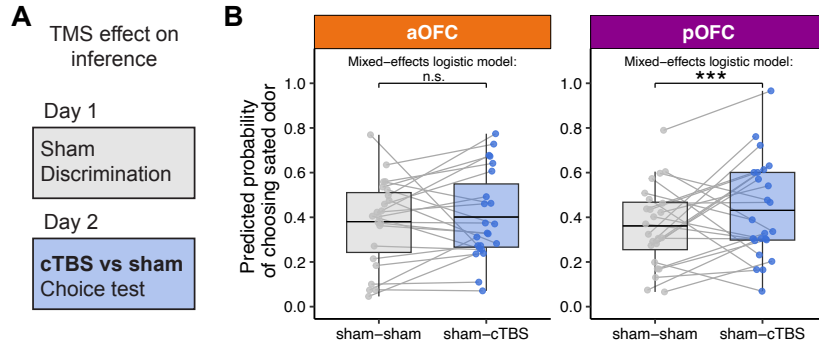 A
TMS effect on
inference
Day 1
Sham
Discrimination
Day 2
cTBS vs sham
Choice test
B
Predicted probability
of choosing sated odor
aOFC
Mixed−effects logistic model:
n.s.
1.0
0.8
0.6
0.4
0.2
0.0
sham−sham
sham−cTBS
pOFC
Mixed−effects logistic model:
***
1.0
0.8
0.6
0.4
0.2
0.0
sham−sham
sham−cTBS